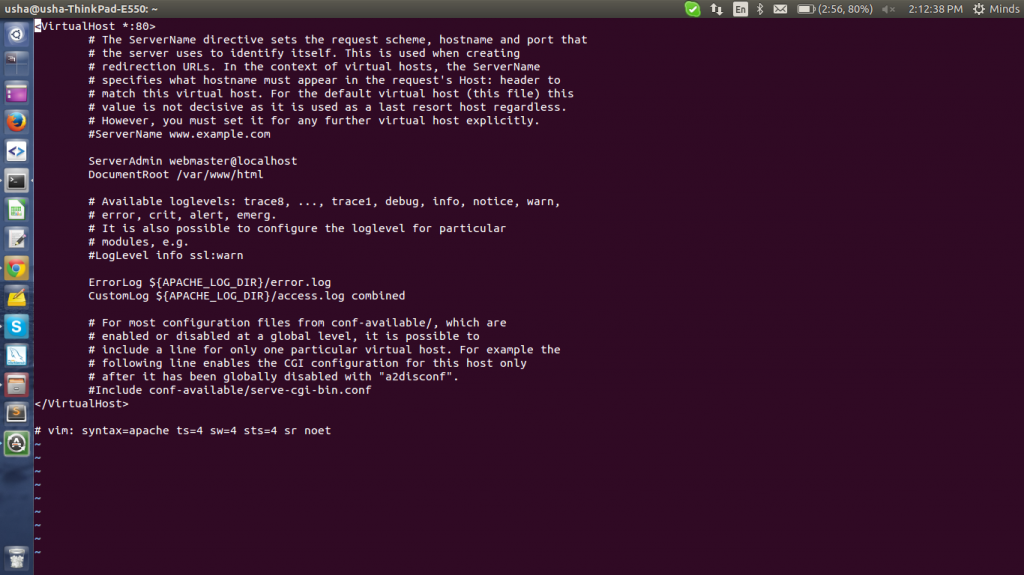 usha@usha-ThinkPad-E550: ~
En
(2:56, 80%)
2:12:38 PM
Minds
<VirtualHost *:80>
# The ServerName directive sets the request scheme, hostname and port that
# the server uses to identify itself. This is used when creating
# redirection URLs. In the context of virtual hosts, the ServerName
# specifies what hostname must appear in the request's Host: header to
# match this virtual host. For the default virtual host (this file) this
# value is not decisive as it is used as a last resort host regardless.
# However, you must set it for any further virtual host explicitly.
#ServerName www.example.com
ServerAdmin webmaster@localhost
DocumentRoot /var/www/html
# Available loglevels: trace8, ..., trace1, debug, info, notice, warn,
# error, crit, alert, emerg.
# It is also possible to configure the loglevel for particular
# modules, e.g.
#LogLevel info ssl:warn
ErrorLog ${APACHE_LOG_DIR}/error.log
CustomLog ${APACHE_LOG_DIR}/access.log combined
# For most configuration files from conf-available/, which are
# enabled or disabled at a global level, it is possible to
# include a line for only one particular virtual host. For example the
# following line enables the CGI configuration for this host only
# after it has been globally disabled with "a2disconf".
#Include conf-available/serve-cgi-bin.conf
</VirtualHost>
# vim: syntax=apache ts=4 sw=4 sts=4 sr noet
~
~
~
~
~
~
~
~
~